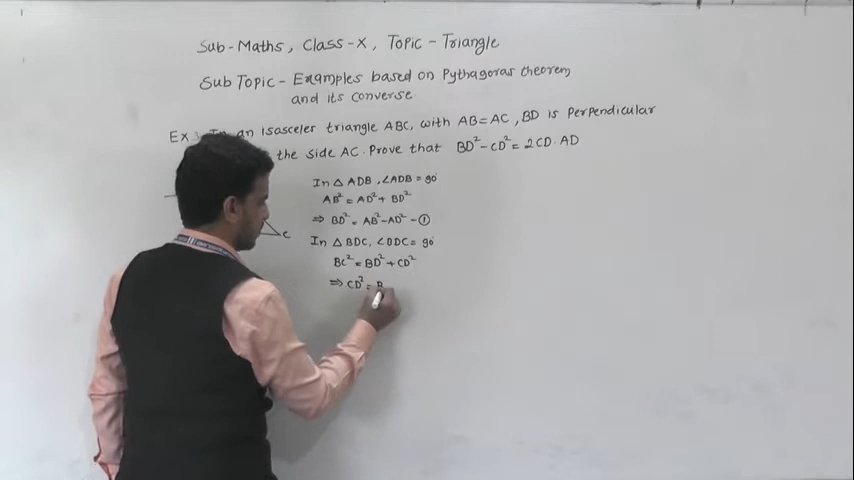 Sub-Maths, Class-X, Topic-Triangle
Sub Topic - Examples based on Pythagoras theorem
and its converse
Ex an Isasceler triangle ABC, with AB=AC, BD is Perpendicular
the side AC. Prove that BD²-CD²=2CD.AD
In △ ADB, ∠ADB = 90°
AB² = AD² + BD²
⇒ BD² = AB²-AD² - ①
In △ BDC, ∠BDC = 90°
BC² = BD² + CD²
⇒ CD² = B
C